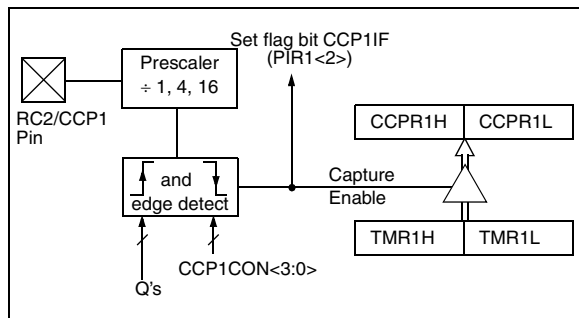 Set flag bit CCP1IF
(PIR1<2>)
Prescaler
÷ 1, 4, 16
RC2/CCP1
Pin
CCPR1H
CCPR1L
and
edge detect
Capture
Enable
TMR1H
TMR1L
CCP1CON<3:0>
Q's